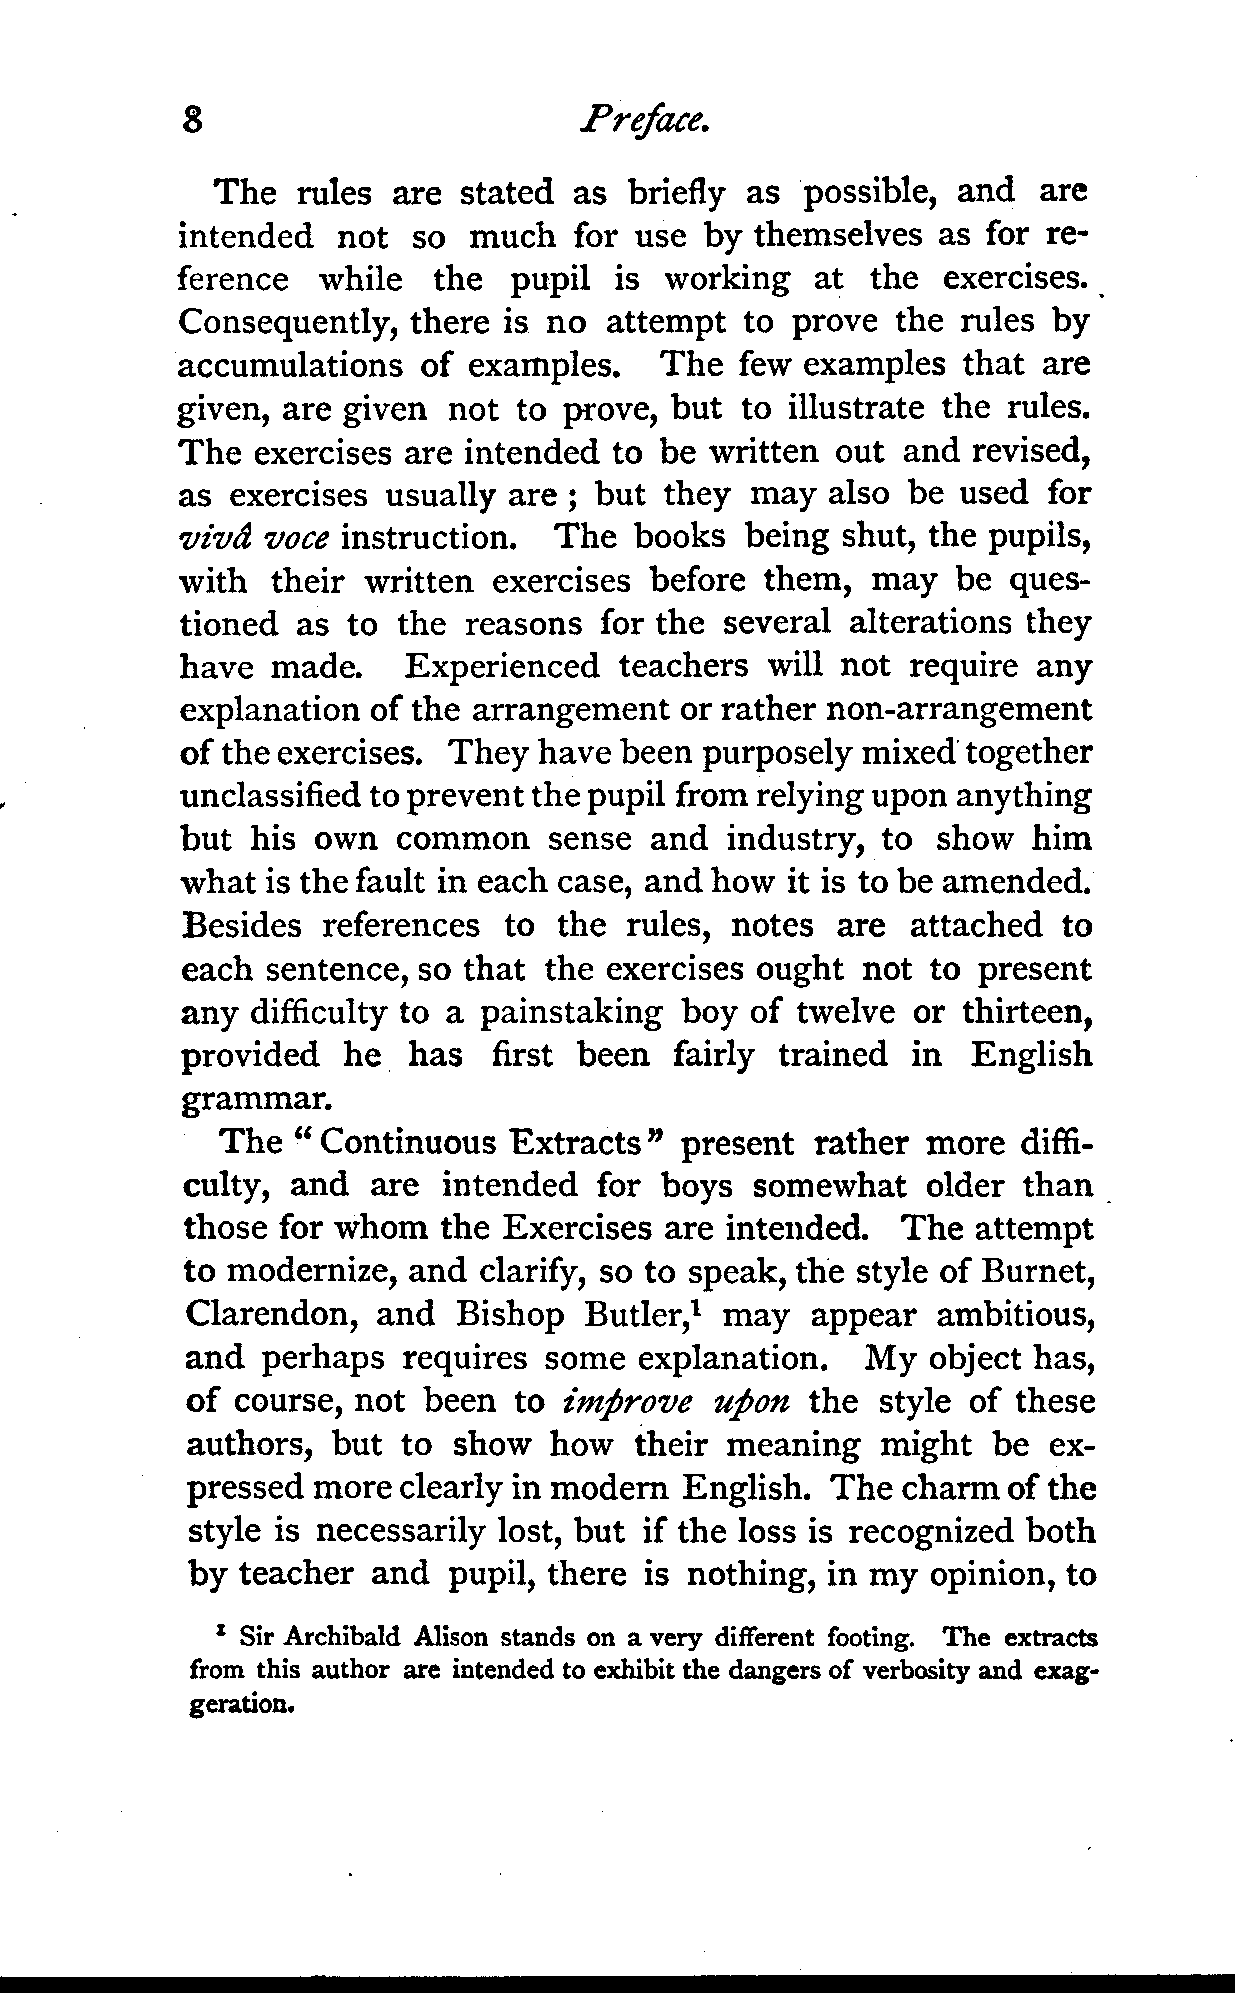 8 Preface.
The rules are stated as briefly as possible, and are
intended not so much for use by themselves as for re-
ference while the pupil is working at the exercises.
Consequently, there is no attempt to prove the rules by
accumulations of examples. The few examples that are
given, are given not to prove, but to illustrate the rules.
The exercises are intended to be written out and revised,
as exercises usually are ; but they may also be used for
vivâ voce instruction. The books being shut, the pupils,
with their written exercises before them, may be ques-
tioned as to the reasons for the several alterations they
have made. Experienced teachers will not require any
explanation of the arrangement or rather non-arrangement
of the exercises. They have been purposely mixed together
unclassified to prevent the pupil from relying upon anything
but his own common sense and industry, to show him
what is the fault in each case, and how it is to be amended.
Besides references to the rules, notes are attached to
each sentence, so that the exercises ought not to present
any difficulty to a painstaking boy of twelve or thirteen,
provided he has first been fairly trained in English
grammar.
The “ Continuous Extracts ” present rather more diffi-
culty, and are intended for boys somewhat older than
those for whom the Exercises are intended. The attempt
to modernize, and clarify, so to speak, the style of Burnet,
Clarendon, and Bishop Butler,¹ may appear ambitious,
and perhaps requires some explanation. My object has,
of course, not been to improve upon the style of these
authors, but to show how their meaning might be ex-
pressed more clearly in modern English. The charm of the
style is necessarily lost, but if the loss is recognized both
by teacher and pupil, there is nothing, in my opinion, to
¹ Sir Archibald Alison stands on a very different footing. The extracts
from this author are intended to exhibit the dangers of verbosity and exag-
geration.